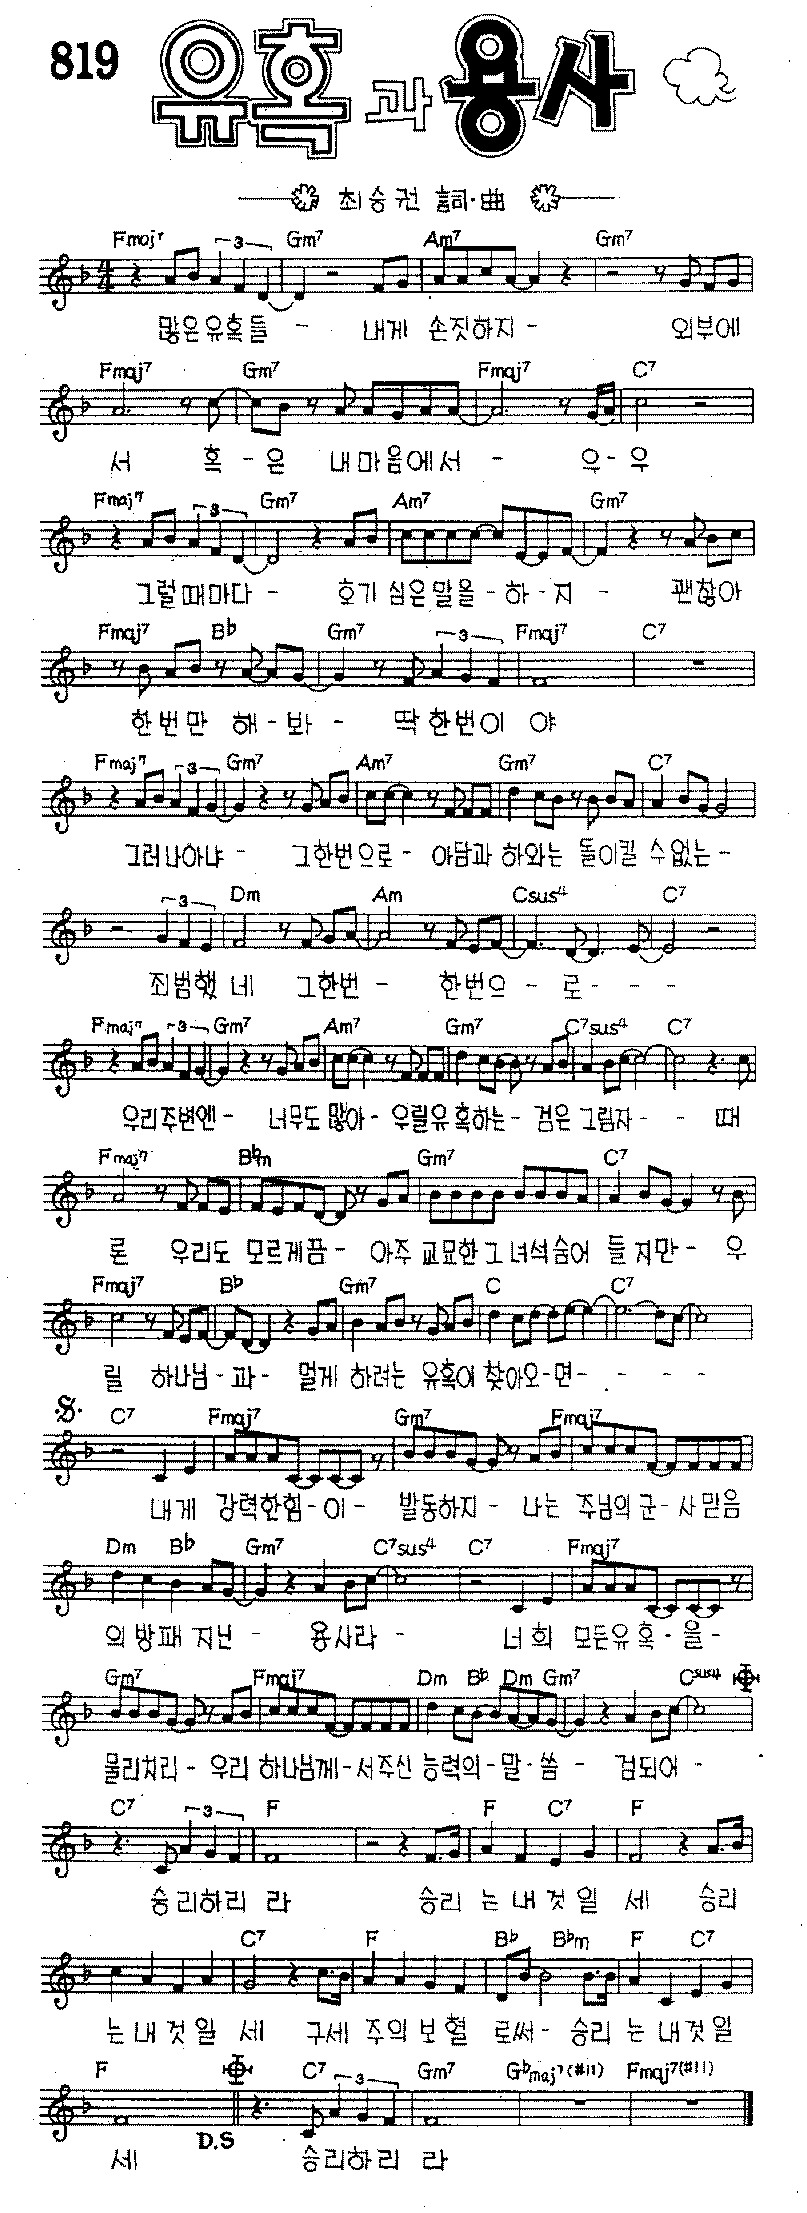 819
유혹과용사
최승권 詞·曲
Fmaj7 3 Gm7 Am7 Gm7
많은유혹들 - 내게 손짓하지 - 외부에
Fmaj7 Gm7 Fmaj7 C7
서 혹 - 은 내마음에서 - 우 - 우
Fmaj7 3 Gm7 Am7 Gm7
그럴때마다 - 호기심은말을 - 하 - 지 - 괜찮아
Fmaj7 B♭ Gm7 3 Fmaj7 C7
한번만 해 - 봐 - 딱한번이 야
Fmaj7 3 Gm7 Am7 Gm7 C7
그러나아냐 - 그한번으로 - 아담과 하와는 돌이킬 수없는 -
3 Dm Am Csus4 C7
죄범했 네 그한번 - 한번으 - 로 - - -
Fmaj7 3 Gm7 Am7 Gm7 C7sus4 C7
우리주변엔 - 너무도많아 - 우릴유혹하는 - 검은그림자 - - 때
Fmaj7 B♭m Gm7 C7
론 우리도 모르게끔 - 아주교묘한그녀석숨어 들지만 - 우
Fmaj7 B♭ Gm7 C C7
릴 하나님 - 과 - 멀게 하려는 유혹이 찾아오 - 면 - - - -
C7 Fmaj7 Gm7 Fmaj7
내게 강력한힘 - 이 - 발동하지 - 나는 주님의군 - 사믿음
Dm B♭ Gm7 C7sus4 C7 Fmaj7
의방패지닌 - 용사라 - 너희 모든유혹 - 을 -
Gm7 Fmaj7 Dm B♭ Dm Gm7 Csus4
물리치리 - 우리 하나님께 - 서주신 능력의 - 말 - 씀 - 검되어 -
C7 3 F F C7 F
승리하리 라 승리 는내것일 세 승리
C7 F B♭ B♭m F C7
는내것일 세 구세 주의보혈 로써 - 승리 는내것일
F C7 3 Gm7 G♭maj7(#11) Fmaj7(#11)
D.S
세 승리하리 라